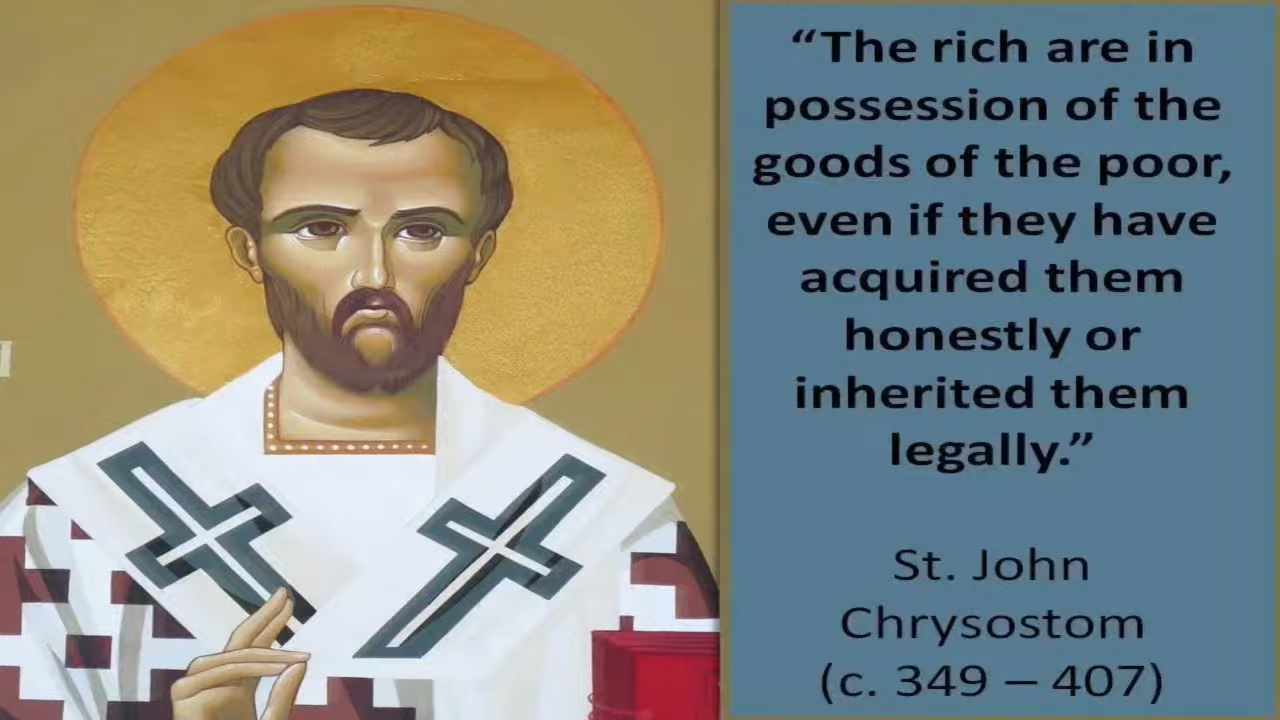 “The rich are in
possession of the
goods of the poor,
even if they have
acquired them
honestly or
inherited them
legally.”
St. John
Chrysostom
(c. 349 – 407)